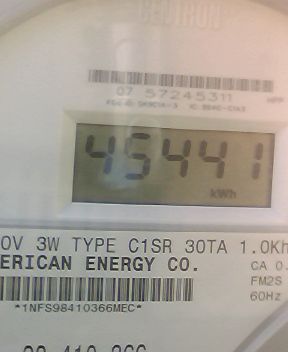 CENTRON
07 57245311
45441
kWh
0V 3W TYPE C1SR 30TA 1.0Kh
ERICAN ENERGY CO.
CA 0.
FM2S
60Hz
*1NFS98410366MEC*